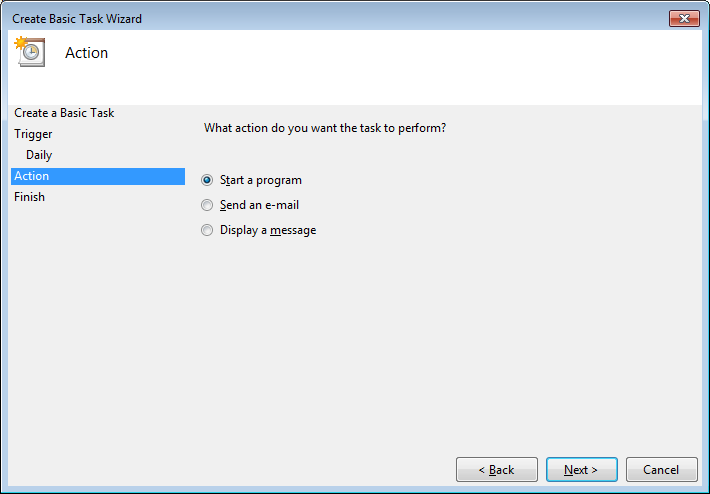 Create Basic Task Wizard
Action
Create a Basic Task
Trigger
Daily
Action
Finish
What action do you want the task to perform?
Start a program
Send an e-mail
Display a message
< Back
Next >
Cancel